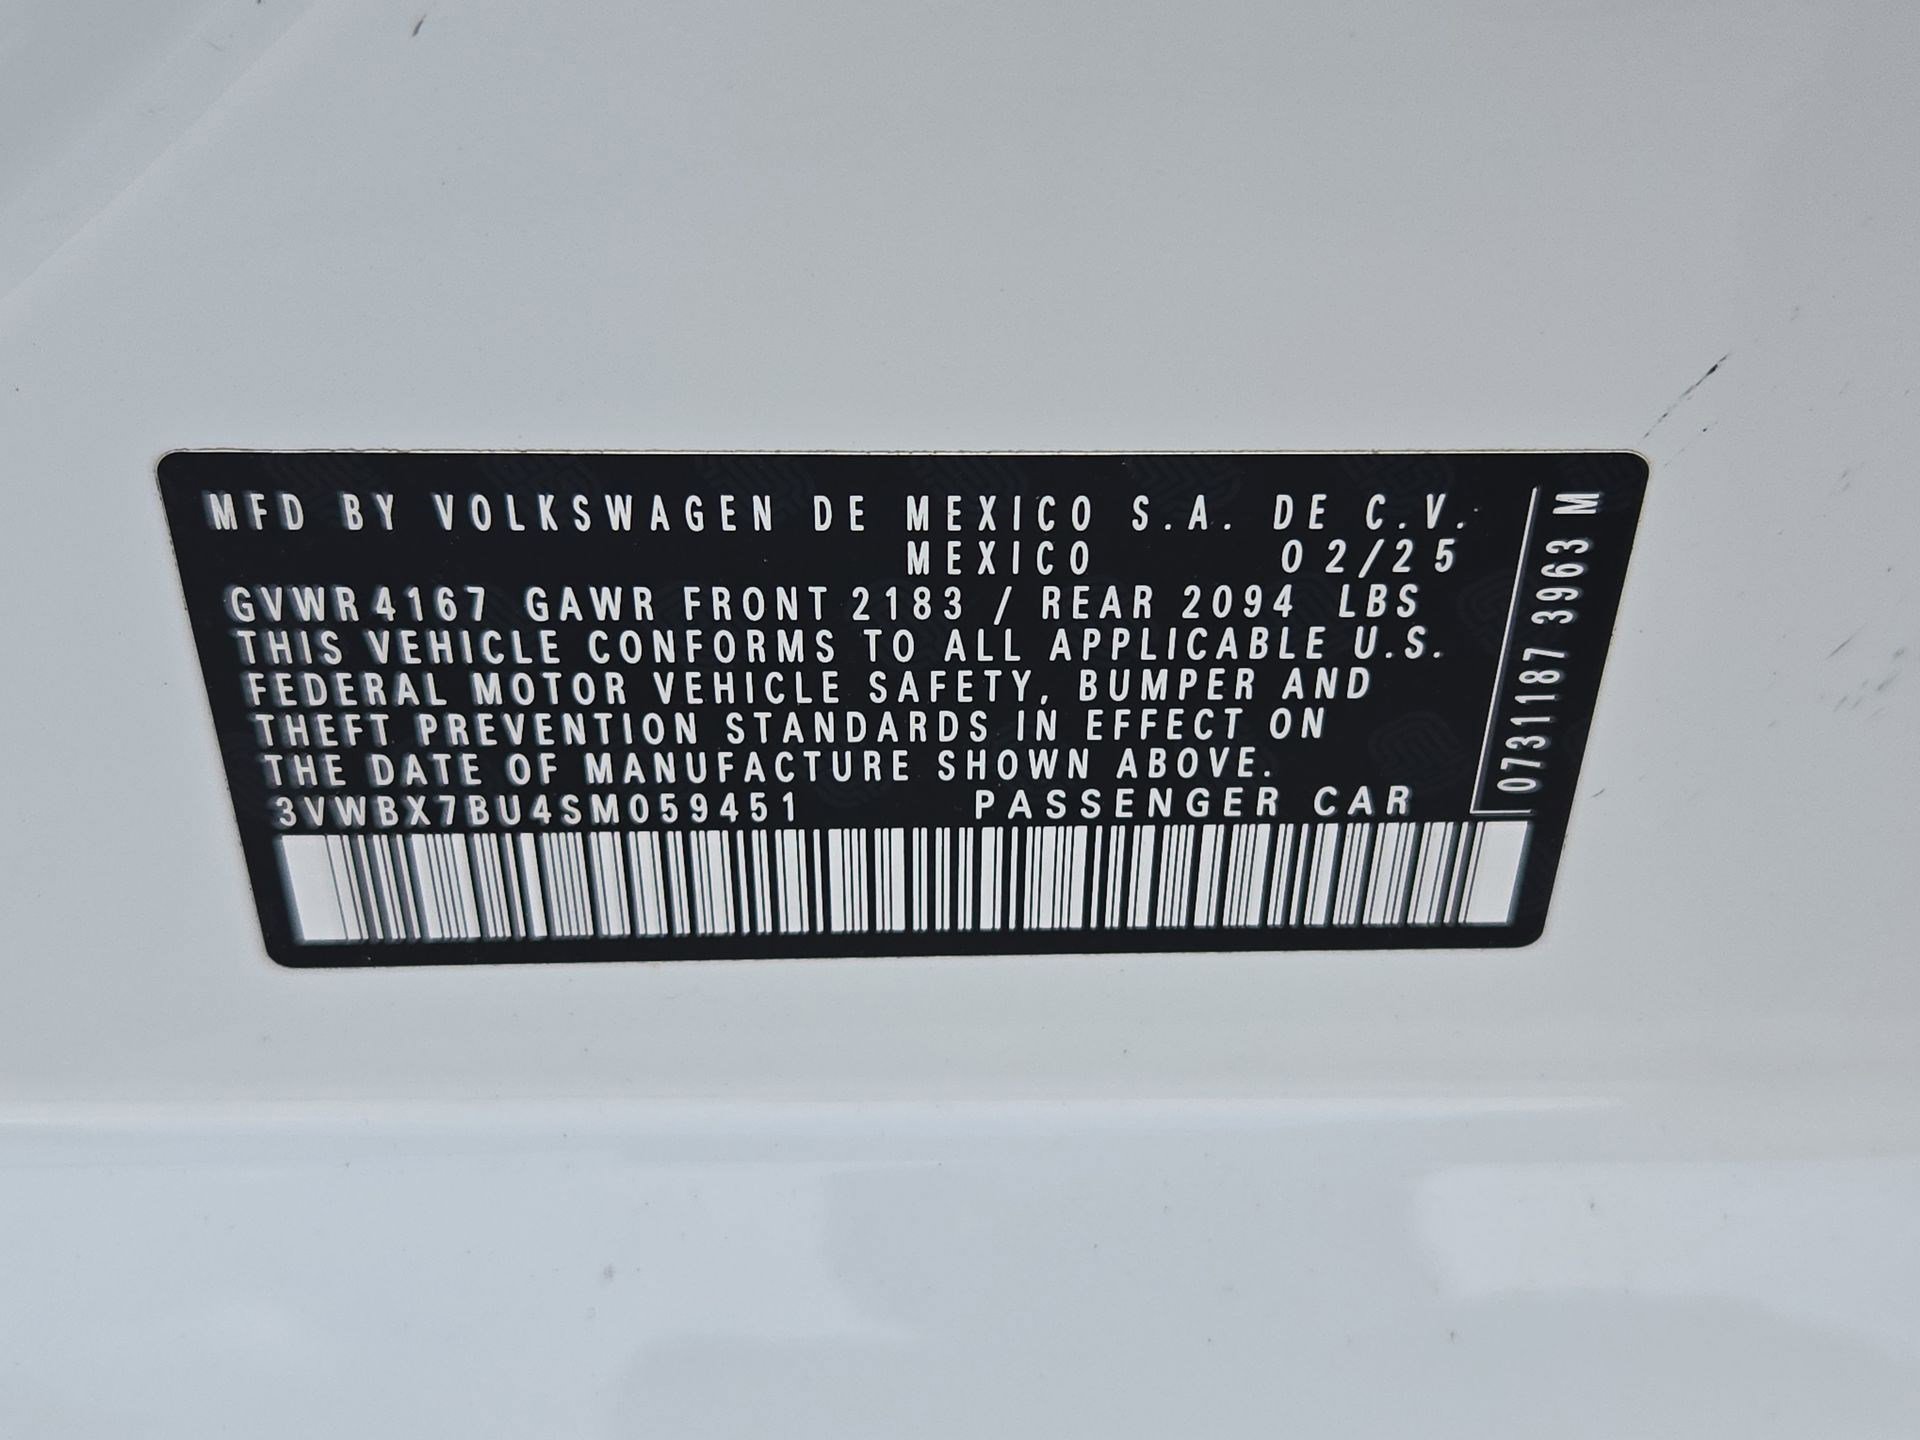 MFD BY VOLKSWAGEN DE MEXICO S.A. DE C.V.
MEXICO 02/25
GVWR 4167 GAWR FRONT 2183 / REAR 2094 LBS
THIS VEHICLE CONFORMS TO ALL APPLICABLE U.S.
FEDERAL MOTOR VEHICLE SAFETY, BUMPER AND
THEFT PREVENTION STANDARDS IN EFFECT ON
THE DATE OF MANUFACTURE SHOWN ABOVE.
3VWBX7BU4SM059451 PASSENGER CAR
0731187 3963 M